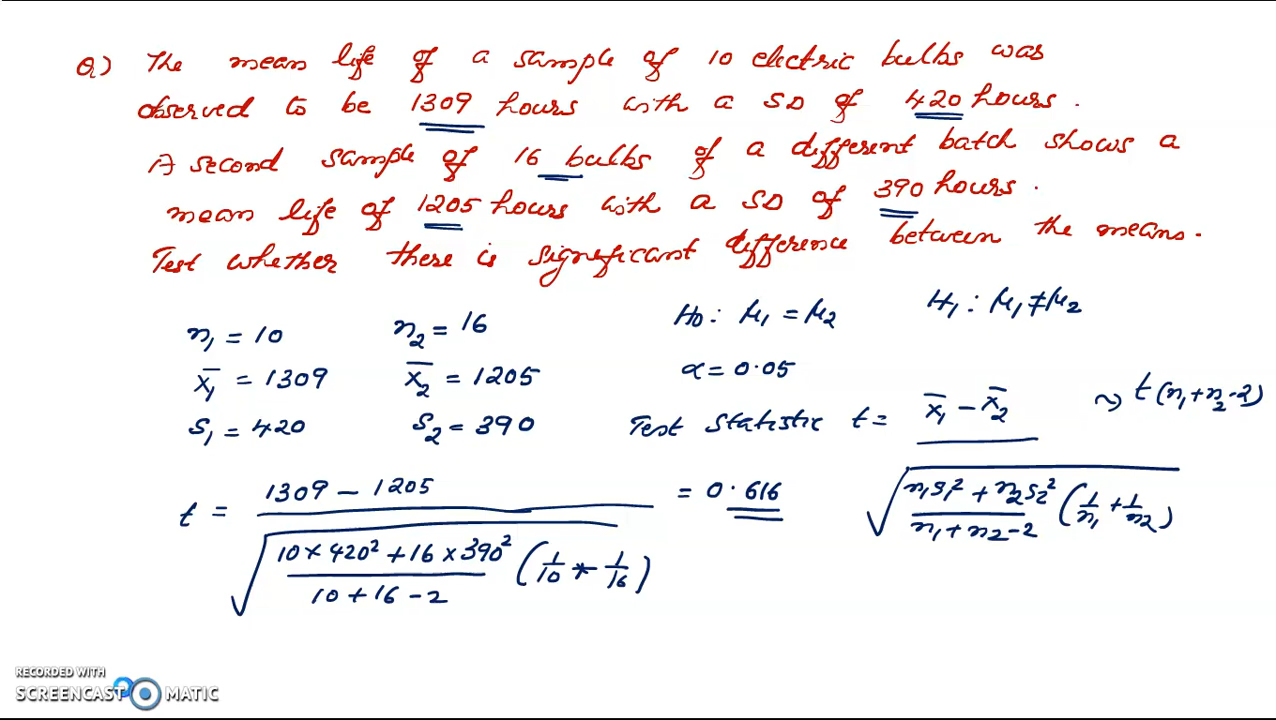 Q) The mean life of a sample of 10 electric bulbs was
observed to be 1309 hours with a SD of 420 hours.
A second sample of 16 bulbs of a different batch shows a
mean life of 1205 hours with a SD of 390 hours.
Test whether there is significant difference between the means.
n₁ = 10 n₂ = 16 H₀: μ₁ = μ₂ H₁: μ₁ ≠ μ₂
x̄₁ = 1309 x̄₂ = 1205 α = 0.05
s₁ = 420 s₂ = 390 Test Statistic t = (x̄₁ − x̄₂) / √((n₁s₁² + n₂s₂²)/(n₁ + n₂ − 2) (1/n₁ + 1/n₂)) ~ t(n₁+n₂-2)
t = (1309 − 1205) / √((10 × 420² + 16 × 390²)/(10 + 16 − 2) (1/10 + 1/16)) = 0.616
RECORDED WITH
SCREENCAST MATIC